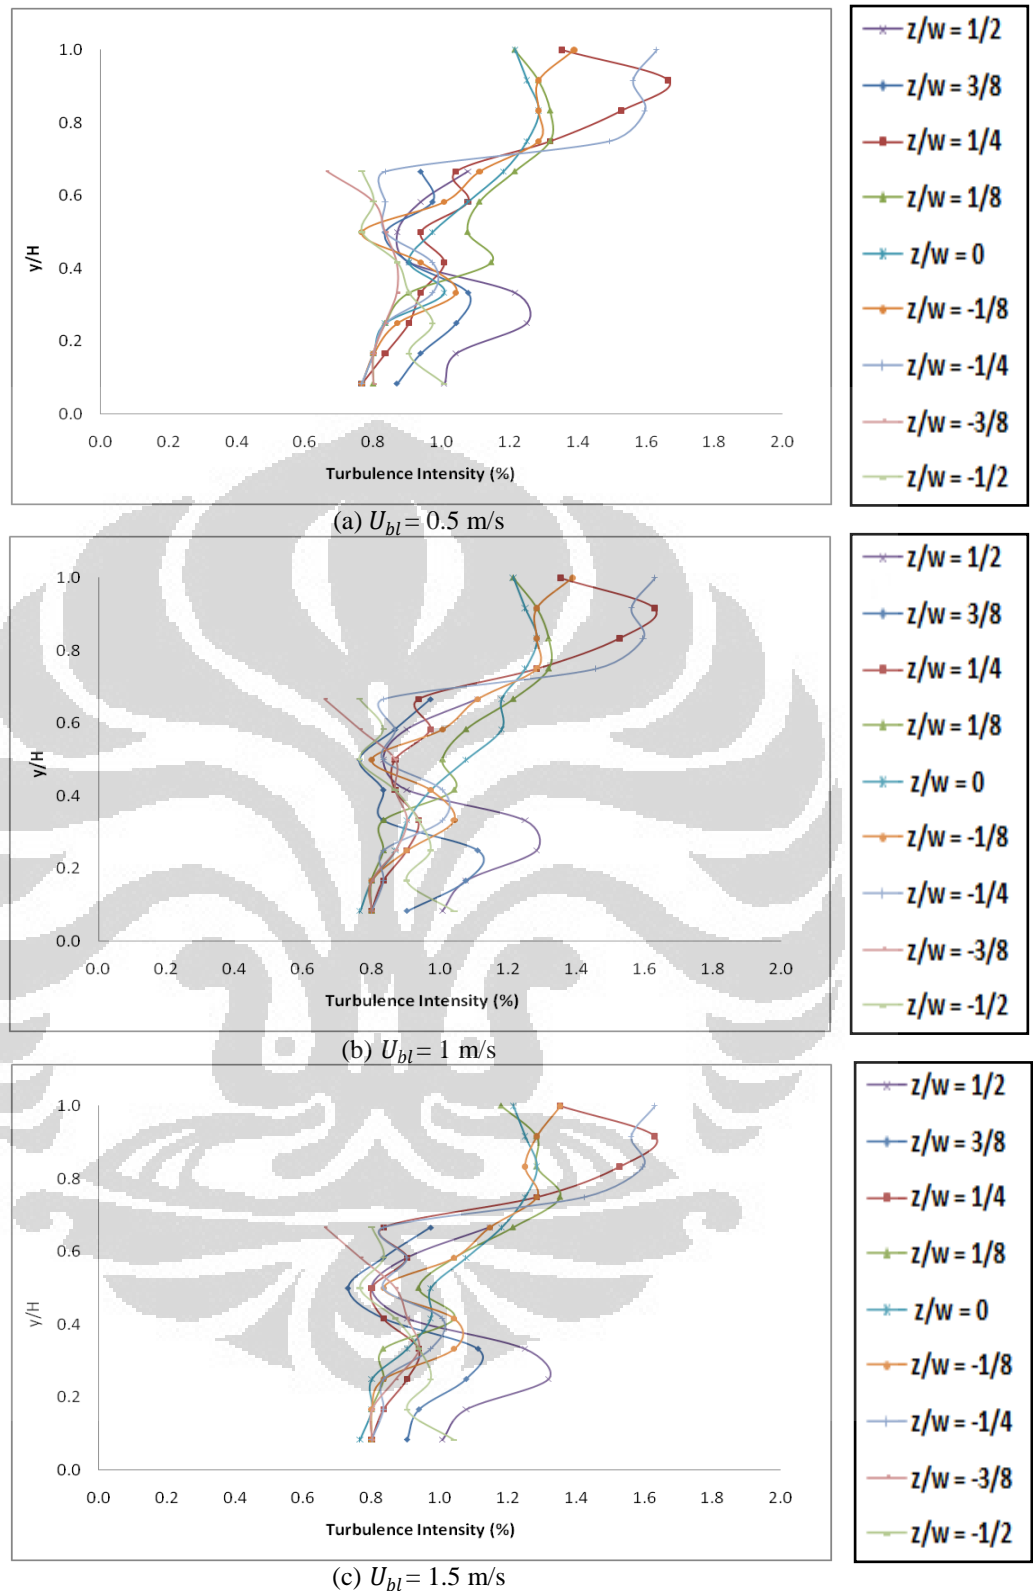 1.0
0.8
0.6
0.4
0.2
0.0
y/H
0.0 0.2 0.4 0.6 0.8 1.0 1.2 1.4 1.6 1.8 2.0
Turbulence Intensity (%)
z/w = 1/2
z/w = 3/8
z/w = 1/4
z/w = 1/8
z/w = 0
z/w = -1/8
z/w = -1/4
z/w = -3/8
z/w = -1/2
(a) U_bl = 0.5 m/s
1.0
0.8
0.6
0.4
0.2
0.0
y/H
0.0 0.2 0.4 0.6 0.8 1.0 1.2 1.4 1.6 1.8 2.0
Turbulence Intensity (%)
z/w = 1/2
z/w = 3/8
z/w = 1/4
z/w = 1/8
z/w = 0
z/w = -1/8
z/w = -1/4
z/w = -3/8
z/w = -1/2
(b) U_bl = 1 m/s
1.0
0.8
0.6
0.4
0.2
0.0
y/H
0.0 0.2 0.4 0.6 0.8 1.0 1.2 1.4 1.6 1.8 2.0
Turbulence Intensity (%)
z/w = 1/2
z/w = 3/8
z/w = 1/4
z/w = 1/8
z/w = 0
z/w = -1/8
z/w = -1/4
z/w = -3/8
z/w = -1/2
(c) U_bl = 1.5 m/s